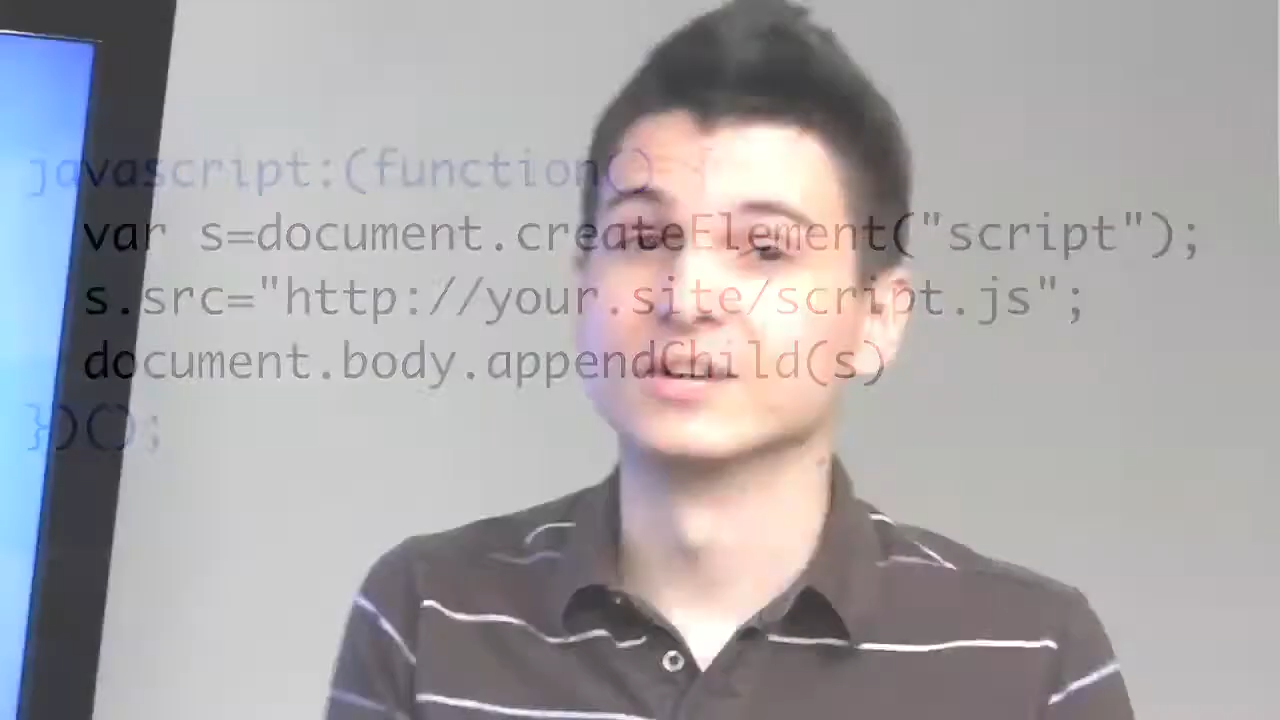 javascript:(function() {
var s=document.createElement("script");
s.src="http://your.site/script.js";
document.body.appendChild(s)
})();